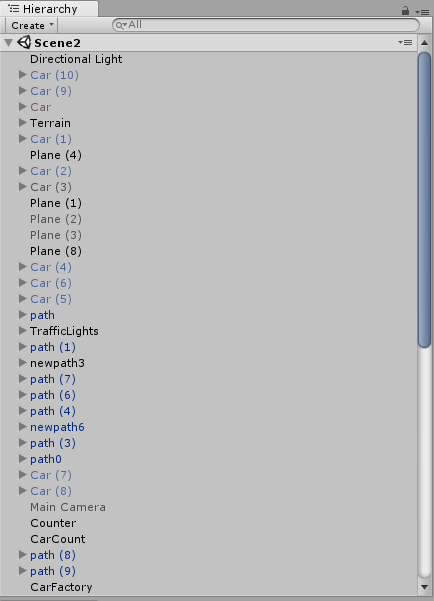 Hierarchy
Create
All
Scene2
Directional Light
Car (10)
Car (9)
Car
Terrain
Car (1)
Plane (4)
Car (2)
Car (3)
Plane (1)
Plane (2)
Plane (3)
Plane (8)
Car (4)
Car (6)
Car (5)
path
TrafficLights
path (1)
newpath3
path (7)
path (6)
path (4)
newpath6
path (3)
path0
Car (7)
Car (8)
Main Camera
Counter
CarCount
path (8)
path (9)
CarFactory